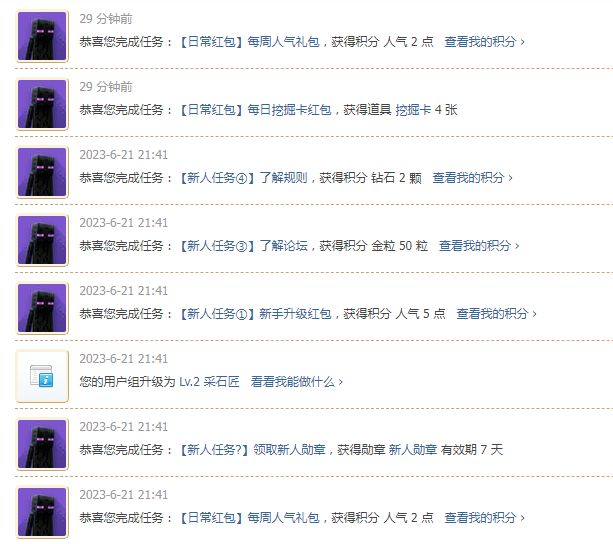 29 分钟前
恭喜您完成任务：【日常红包】每周人气礼包，获得积分 人气 2 点 查看我的积分 ›
29 分钟前
恭喜您完成任务：【日常红包】每日挖掘卡红包，获得道具 挖掘卡 4 张
2023-6-21 21:41
恭喜您完成任务：【新人任务④】了解规则，获得积分 钻石 2 颗 查看我的积分 ›
2023-6-21 21:41
恭喜您完成任务：【新人任务③】了解论坛，获得积分 金粒 50 粒 查看我的积分 ›
2023-6-21 21:41
恭喜您完成任务：【新人任务①】新手升级红包，获得积分 人气 5 点 查看我的积分 ›
2023-6-21 21:41
您的用户组升级为 Lv.2 采石匠 看看我能做什么 ›
2023-6-21 21:41
恭喜您完成任务：【新人任务?】领取新人勋章，获得勋章 新人勋章 有效期 7 天
2023-6-21 21:41
恭喜您完成任务：【日常红包】每周人气礼包，获得积分 人气 2 点 查看我的积分 ›